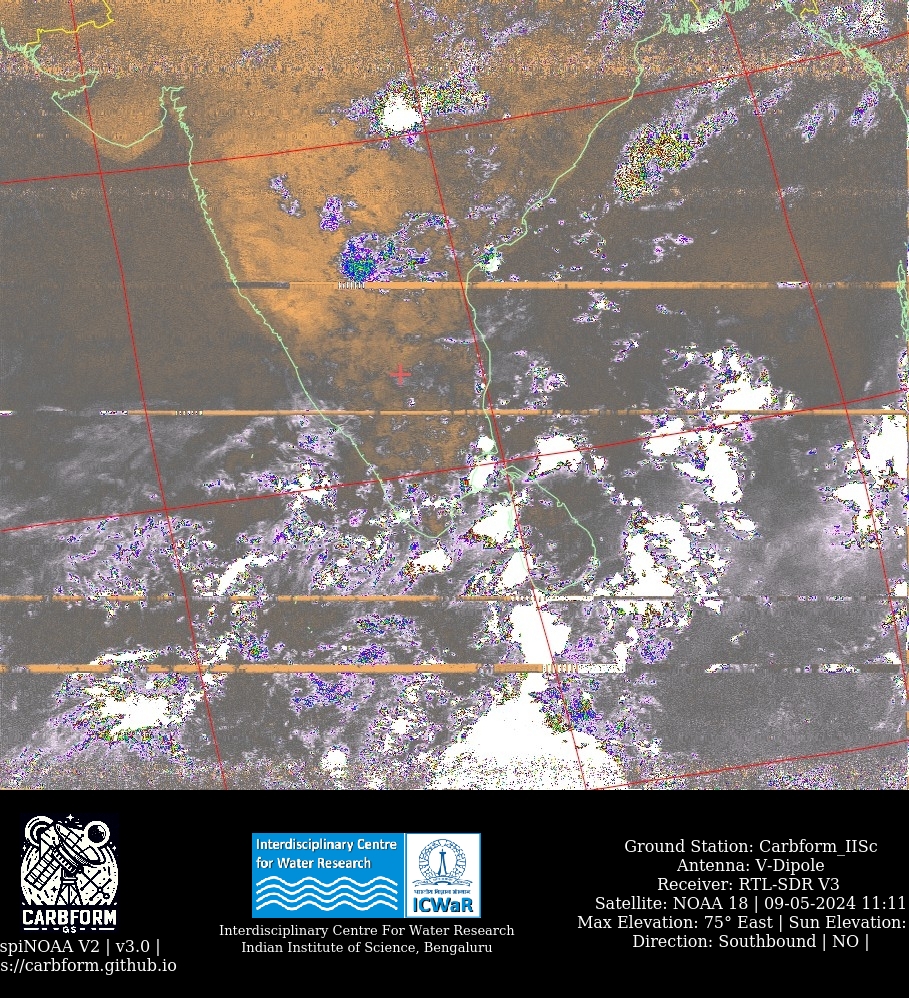 CARBFORM
GS
spiNOAA V2 | v3.0 |
s://carbform.github.io
Interdisciplinary Centre
for Water Research
भारतीय विज्ञान संस्थान
ICWaR
Interdisciplinary Centre For Water Research
Indian Institute of Science, Bengaluru
Ground Station: Carbform_IISc
Antenna: V-Dipole
Receiver: RTL-SDR V3
Satellite: NOAA 18 | 09-05-2024 11:11
Max Elevation: 75° East | Sun Elevation:
Direction: Southbound | NO |